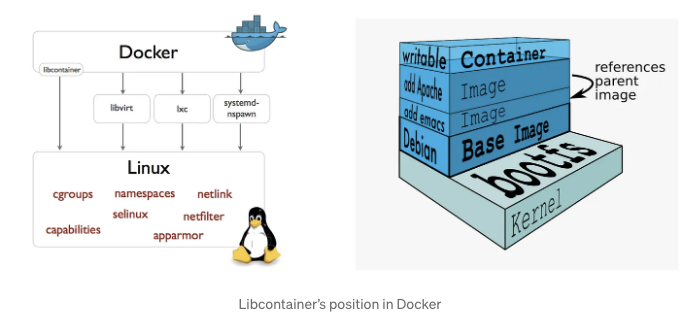 Docker
libcontainer
libvirt
lxc
systemd-
nspawn
Linux
cgroups
namespaces
netlink
selinux
netfilter
capabilities
apparmor
writable Container
add Apache Image
add emacs Image
Debian Base Image
references
parent
image
bootfs
Kernel
Libcontainer's position in Docker